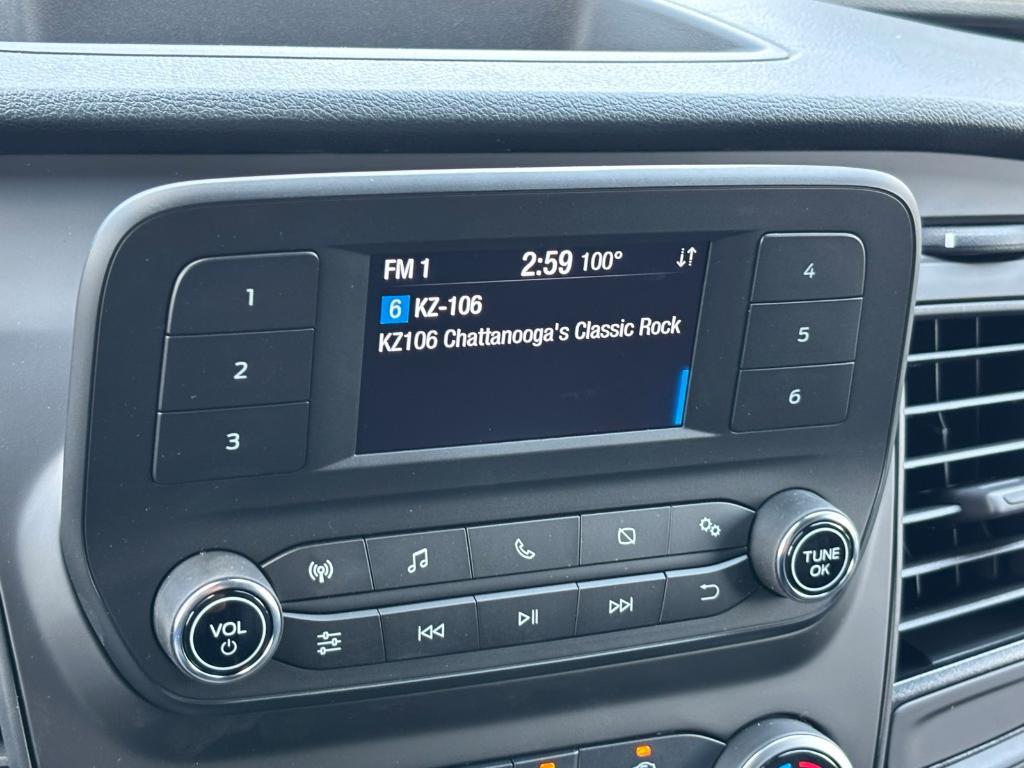 FM 1 2:59 100°
6 KZ-106
KZ106 Chattanooga's Classic Rock
1
2
3
4
5
6
VOL
TUNE
OK